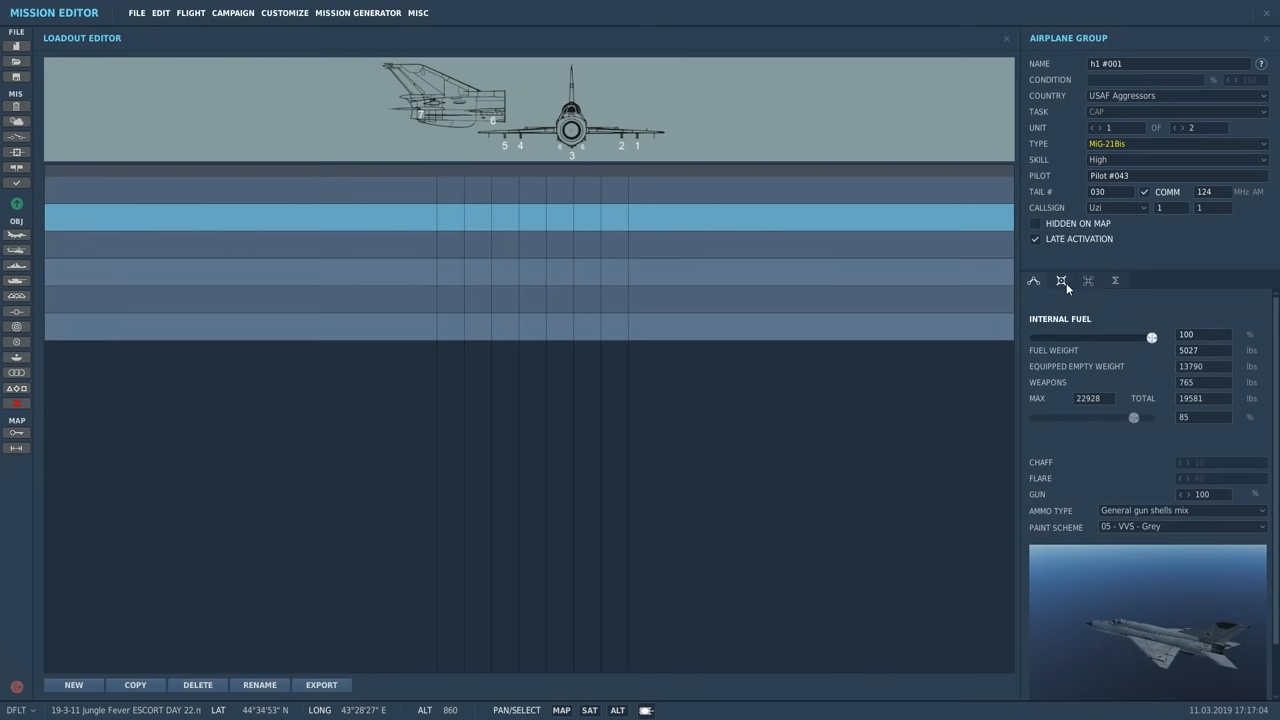 MISSION EDITOR FILE EDIT FLIGHT CAMPAIGN CUSTOMIZE MISSION GENERATOR MISC
FILE
MIS
OBJ
MAP
LOADOUT EDITOR
7
6
5 4 6 6 2 1
3
NEW COPY DELETE RENAME EXPORT
AIRPLANE GROUP
NAME h1 #001 ?
CONDITION % < > 100
COUNTRY USAF Aggressors
TASK CAP
UNIT < > 1 OF < > 2
TYPE MiG-21Bis
SKILL High
PILOT Pilot #043
TAIL # 030 COMM 124 MHz AM
CALLSIGN Uzi 1 1
HIDDEN ON MAP
LATE ACTIVATION
INTERNAL FUEL
100 %
FUEL WEIGHT 5027 lbs
EQUIPPED EMPTY WEIGHT 13790 lbs
WEAPONS 765 lbs
MAX 22928 TOTAL 19581 lbs
85 %
CHAFF < >
FLARE < >
GUN < > 100 %
AMMO TYPE General gun shells mix
PAINT SCHEME 05 - VVS - Grey
DFLT 19-3-11 Jungle Fever ESCORT DAY 22.m LAT 44°34'53" N LONG 43°28'27" E ALT 860 PAN/SELECT MAP SAT ALT 11.03.2019 17:17:04